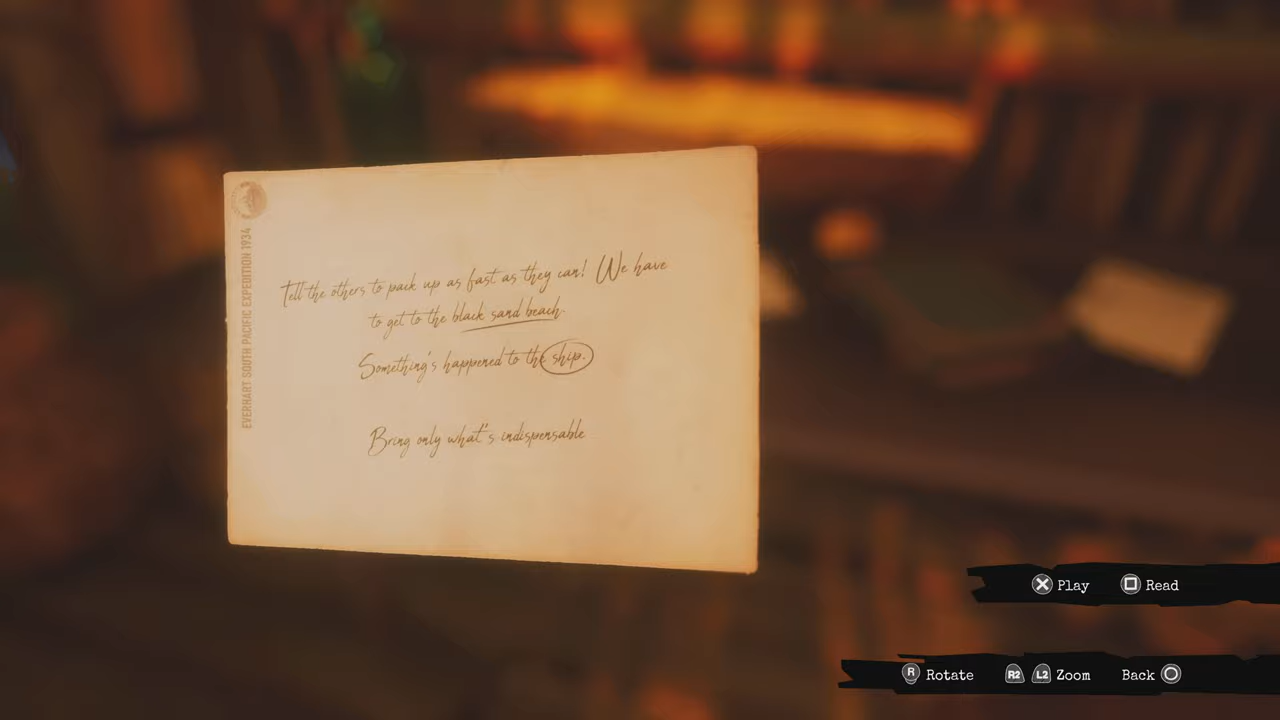 EVERHART SOUTH PACIFIC EXPEDITION 1934
Tell the others to pack up as fast as they can! We have
to get to the black sand beach.
Something's happened to the ship.
Bring only what's indispensable
Play Read
R Rotate R2 L2 Zoom Back